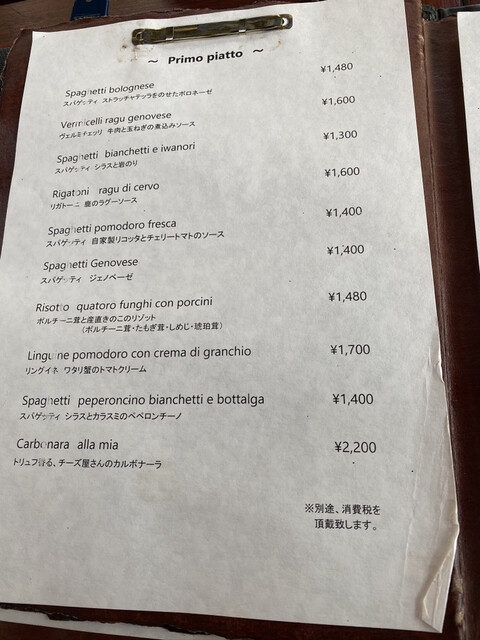 ～ Primo piatto ～
Spaghetti bolognese ¥1,480
スパゲッティ ストラッチャテッラをのせたボロネーゼ
Vermicelli ragu genovese ¥1,600
ヴェルミチェッリ 牛肉と玉ねぎの煮込みソース
Spaghetti bianchetti e iwanori ¥1,300
スパゲッティ シラスと岩のり
Rigatoni ragu di cervo ¥1,600
リガトーニ 鹿のラグーソース
Spaghetti pomodoro fresca ¥1,400
スパゲッティ 自家製リコッタとチェリートマトのソース
Spaghetti Genovese ¥1,400
スパゲッティ ジェノベーゼ
Risotto quatoro funghi con porcini ¥1,480
ポルチーニ茸と産直きのこのリゾット
（ポルチーニ茸・たもぎ茸・しめじ・琥珀茸）
Linguine pomodoro con crema di granchio ¥1,700
リングイネ ワタリ蟹のトマトクリーム
Spaghetti peperoncino bianchetti e bottalga ¥1,400
スパゲッティ シラスとカラスミのペペロンチーノ
Carbonara alla mia ¥2,200
トリュフ香る、チーズ屋さんのカルボナーラ
※別途、消費税を
頂戴致します。